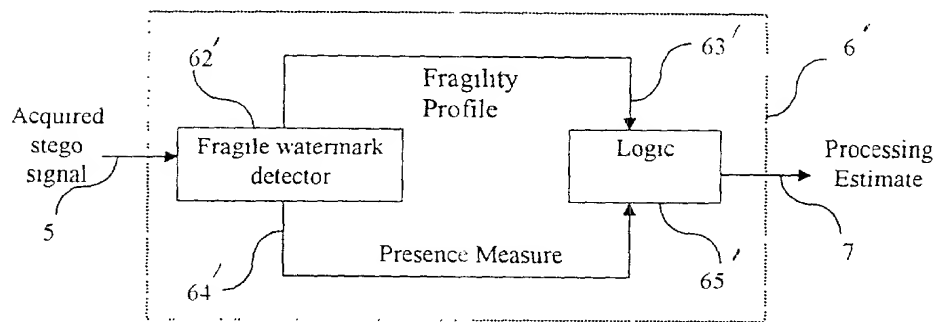 62′
63′
6′
Fragility
Profile
Acquired
stego
signal
Fragile watermark
detector
Logic
Processing
Estimate
5
7
Presence Measure
64′
65′